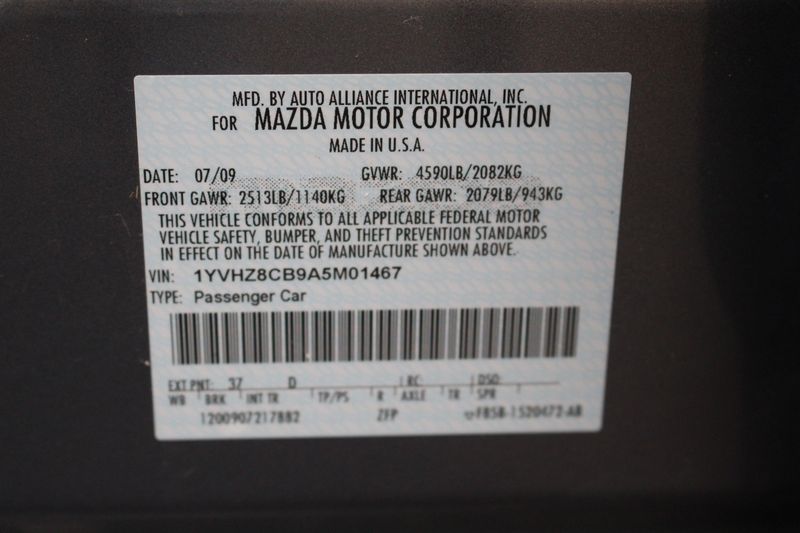 MFD. BY AUTO ALLIANCE INTERNATIONAL, INC.
FOR MAZDA MOTOR CORPORATION
MADE IN U.S.A.
DATE: 07/09 GVWR: 4590LB/2082KG
FRONT GAWR: 2513LB/1140KG REAR GAWR: 2079LB/943KG
THIS VEHICLE CONFORMS TO ALL APPLICABLE FEDERAL MOTOR
VEHICLE SAFETY, BUMPER, AND THEFT PREVENTION STANDARDS
IN EFFECT ON THE DATE OF MANUFACTURE SHOWN ABOVE.
VIN: 1YVHZ8CB9A5M01467
TYPE: Passenger Car
EXT PNT: 37 D RC: DSO:
WB BRK INT TR TP/PS R AXLE TR SPR
1200907217882 ZFP F85B-1520472-AB